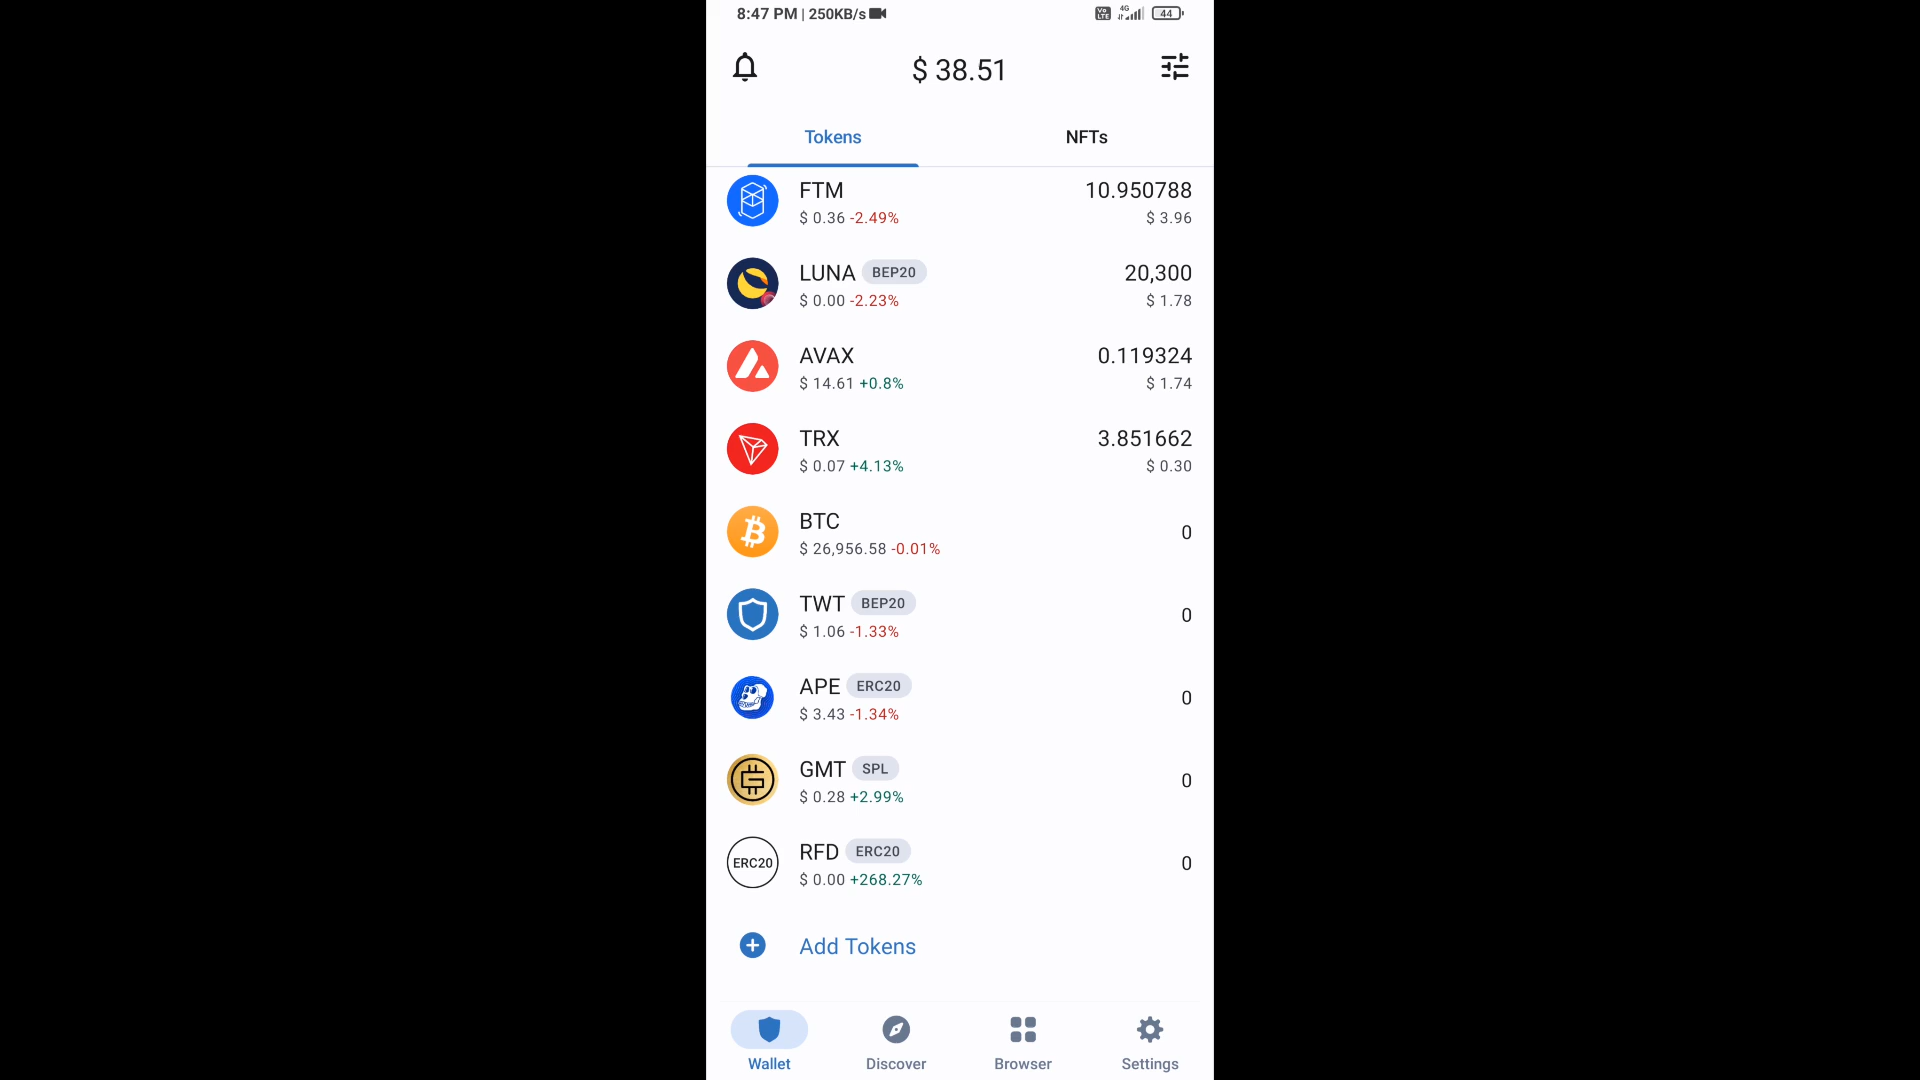 8:47 PM | 250KB/s Vo LTE 4G 44
$ 38.51
Tokens NFTs
FTM 10.950788
$ 0.36 -2.49% $ 3.96
LUNA BEP20 20,300
$ 0.00 -2.23% $ 1.78
AVAX 0.119324
$ 14.61 +0.8% $ 1.74
TRX 3.851662
$ 0.07 +4.13% $ 0.30
BTC 0
$ 26,956.58 -0.01%
TWT BEP20 0
$ 1.06 -1.33%
APE ERC20 0
$ 3.43 -1.34%
GMT SPL 0
$ 0.28 +2.99%
ERC20 RFD ERC20 0
$ 0.00 +268.27%
Add Tokens
Wallet Discover Browser Settings